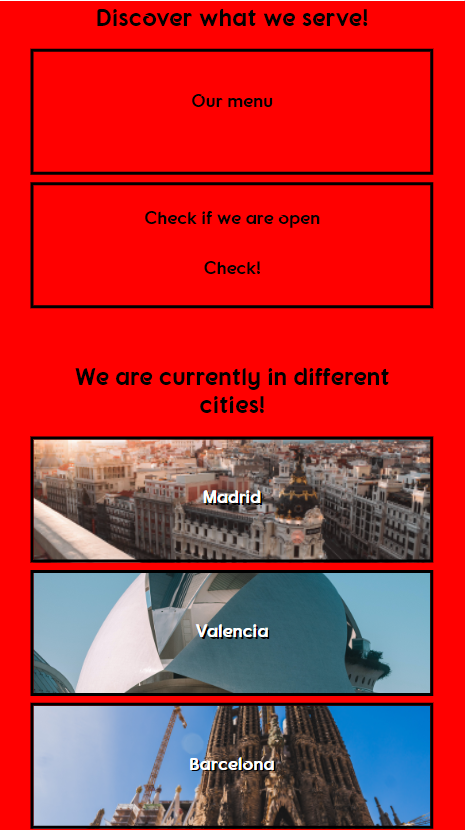 Discover what we serve!
Our menu
Check if we are open
Check!
We are currently in different
cities!
Madrid
Valencia
Barcelona